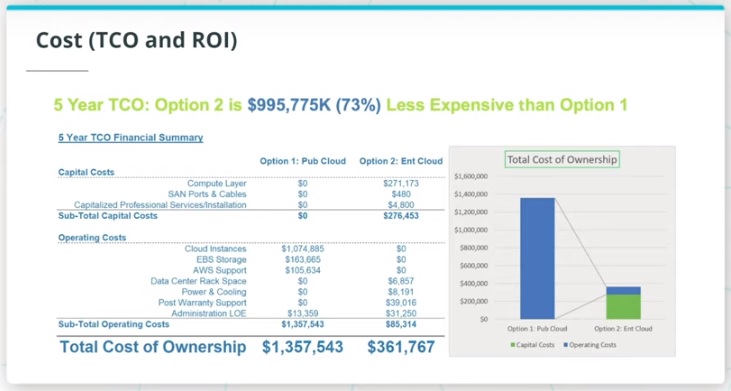 Cost (TCO and ROI)
5 Year TCO: Option 2 is $995,775K (73%) Less Expensive than Option 1
5 Year TCO Financial Summary
Option 1: Pub Cloud Option 2: Ent Cloud
Capital Costs
Compute Layer $0 $271,173
SAN Ports & Cables $0 $480
Capitalized Professional Services/Installation $0 $4,800
Sub-Total Capital Costs $0 $276,453
Operating Costs
Cloud Instances $1,074,885 $0
EBS Storage $163,665 $0
AWS Support $105,634 $0
Data Center Rack Space $0 $6,857
Power & Cooling $0 $8,191
Post Warranty Support $0 $39,016
Administration LOE $13,359 $31,250
Sub-Total Operating Costs $1,357,543 $85,314
Total Cost of Ownership $1,357,543 $361,767
Total Cost of Ownership
$1,600,000
$1,400,000
$1,200,000
$1,000,000
$800,000
$600,000
$400,000
$200,000
$0
Option 1: Pub Cloud Option 2: Ent Cloud
Capital Costs Operating Costs